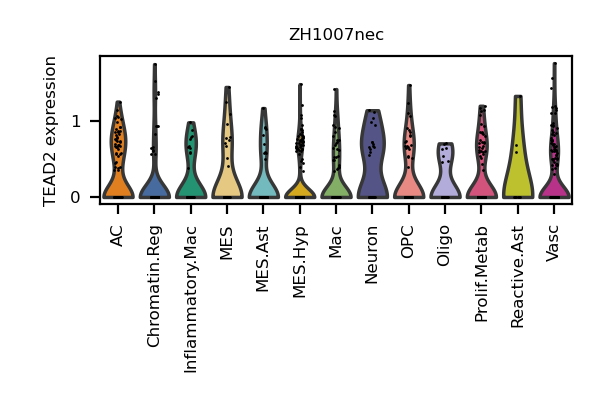 ZH1007nec
TEAD2 expression
1
0
AC
Chromatin.Reg
Inflammatory.Mac
MES
MES.Ast
MES.Hyp
Mac
Neuron
OPC
Oligo
Prolif.Metab
Reactive.Ast
Vasc